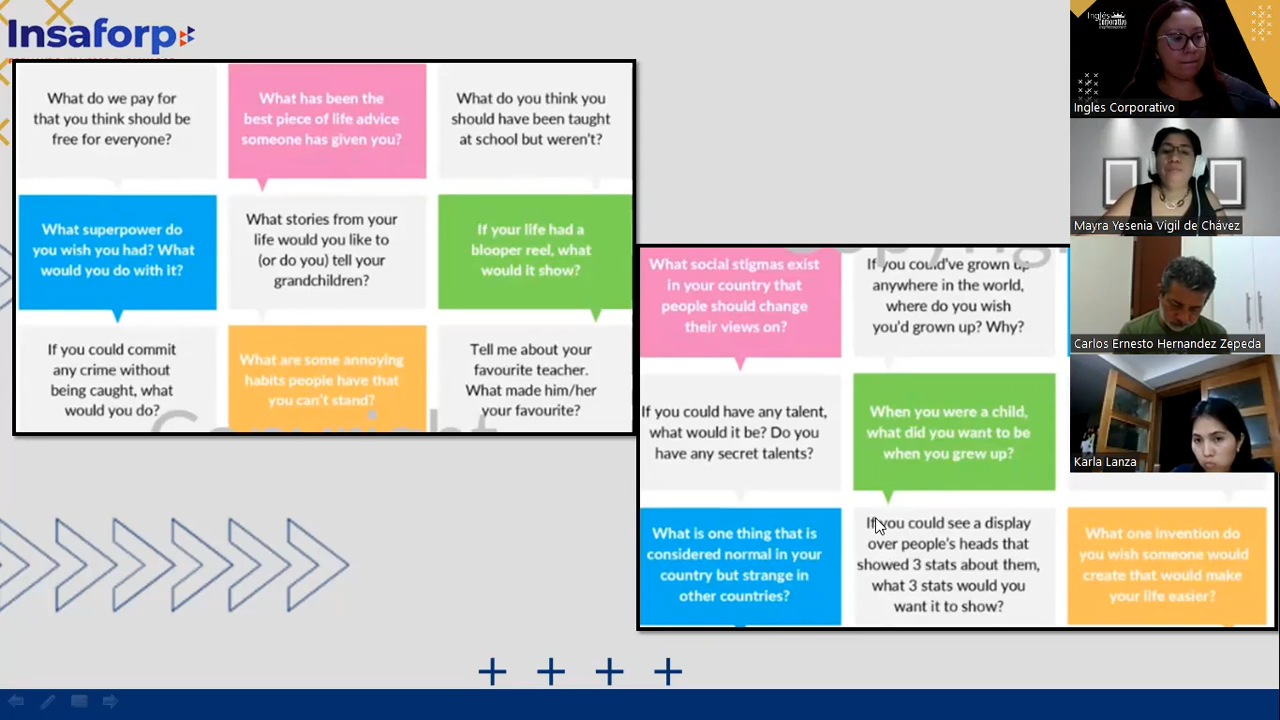 Insaforp
What do we pay for
that you think should be
free for everyone?
What has been the
best piece of life advice
someone has given you?
What do you think you
should have been taught
at school but weren't?
What superpower do
you wish you had? What
would you do with it?
What stories from your
life would you like to
(or do you) tell your
grandchildren?
If your life had a
blooper reel, what
would it show?
If you could commit
any crime without
being caught, what
would you do?
What are some annoying
habits people have that
you can't stand?
Tell me about your
favourite teacher.
What made him/her
your favourite?
What social stigmas exist
in your country that
people should change
their views on?
If you could've grown up
anywhere in the world,
where do you wish
you'd grown up? Why?
If you could have any talent,
what would it be? Do you
have any secret talents?
When you were a child,
what did you want to be
when you grew up?
What is one thing that is
considered normal in your
country but strange in
other countries?
If you could see a display
over people's heads that
showed 3 stats about them,
what 3 stats would you
want it to show?
What one invention do
you wish someone would
create that would make
your life easier?
Inglés
Corporativo
Ingles Corporativo
Mayra Yesenia Vigil de Chávez
Carlos Ernesto Hernandez Zepeda
Karla Lanza